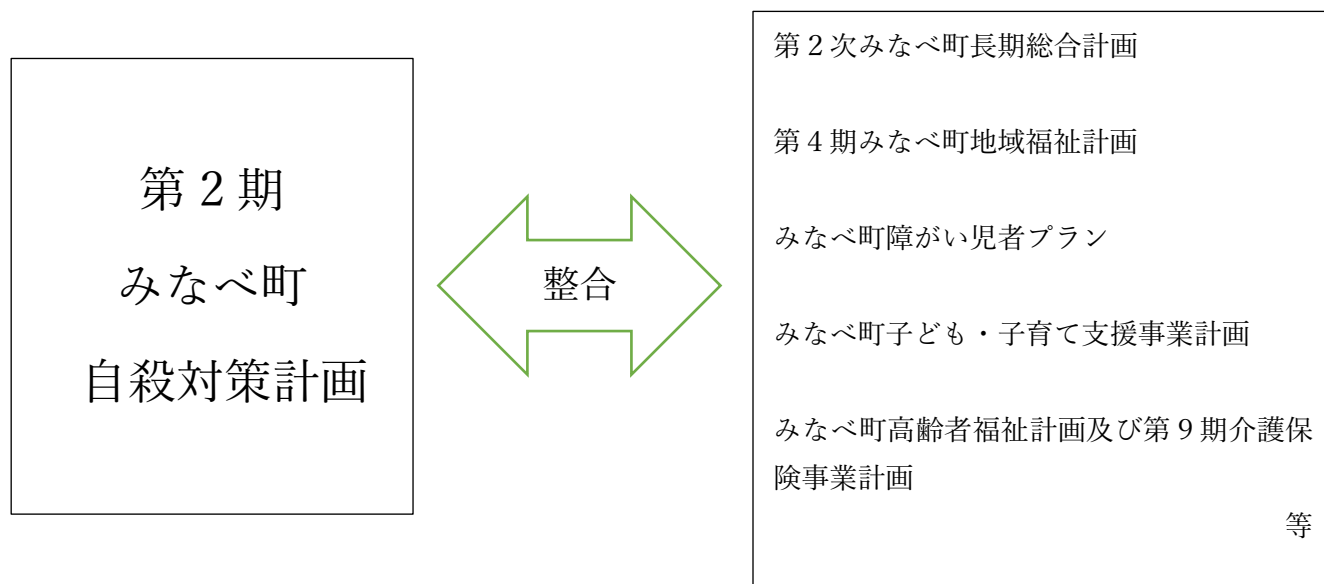 第２期
みなべ町
自殺対策計画
整合
第２次みなべ町長期総合計画
第４期みなべ町地域福祉計画
みなべ町障がい児者プラン
みなべ町子ども・子育て支援事業計画
みなべ町高齢者福祉計画及び第９期介護保
険事業計画
等